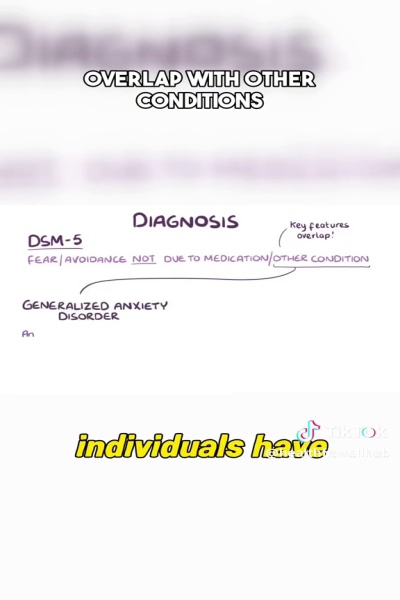 DIAGNOSIS
OVERLAP WITH OTHER
CONDITIONS
DIAGNOSIS
Key features
overlap!
DSM-5
FEAR/AVOIDANCE NOT DUE TO MEDICATION/OTHER CONDITION
GENERALIZED ANXIETY
DISORDER
An
individuals have
TikTok